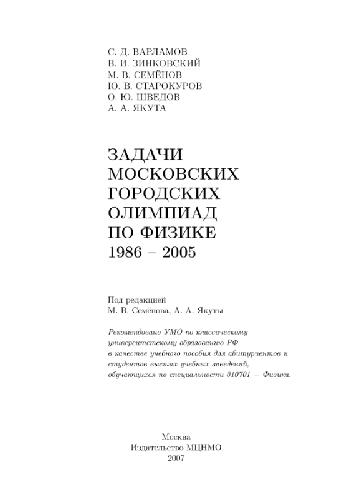 С. Д. ВАРЛАМОВ
В. И. ЗИНКОВСКИЙ
М. В. СЕМЁНОВ
Ю. В. СТАРОКУРОВ
О. Ю. ШВЕДОВ
А. А. ЯКУТА
ЗАДАЧИ
МОСКОВСКИХ
ГОРОДСКИХ
ОЛИМПИАД
ПО ФИЗИКЕ
1986 – 2005
Под редакцией
М. В. Семёнова, А. А. Якуты
Рекомендовано УМО по классическому
университетскому образованию РФ
в качестве учебного пособия для абитуриентов и
студентов высших учебных заведений,
обучающихся по специальности 010701 — Физика.
Москва
Издательство МЦНМО
2007